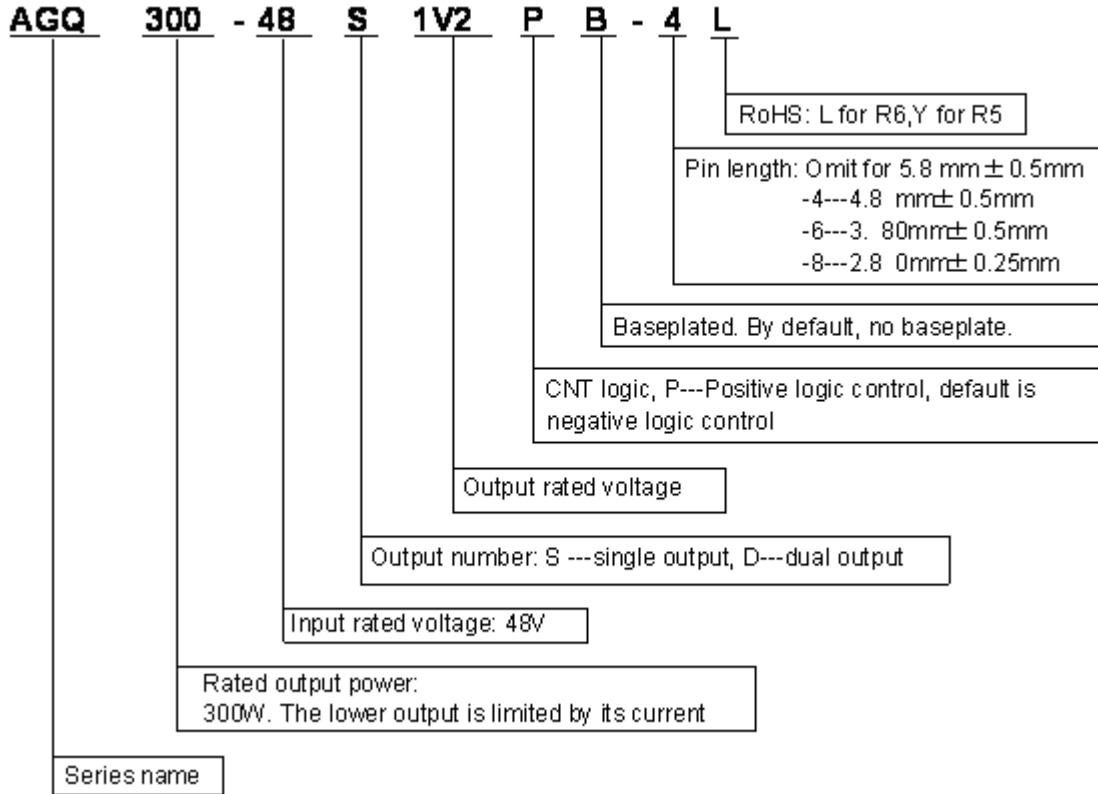 AGQ 300 - 48 S 1V2 P B - 4 L
RoHS: L for R6,Y for R5
Pin length: Omit for 5.8 mm± 0.5mm
-4---4.8 mm± 0.5mm
-6---3. 80mm± 0.5mm
-8---2.8 0mm± 0.25mm
Baseplated. By default, no baseplate.
CNT logic, P---Positive logic control, default is
negative logic control
Output rated voltage
Output number: S ---single output, D---dual output
Input rated voltage: 48V
Rated output power:
300W. The lower output is limited by its current
Series name